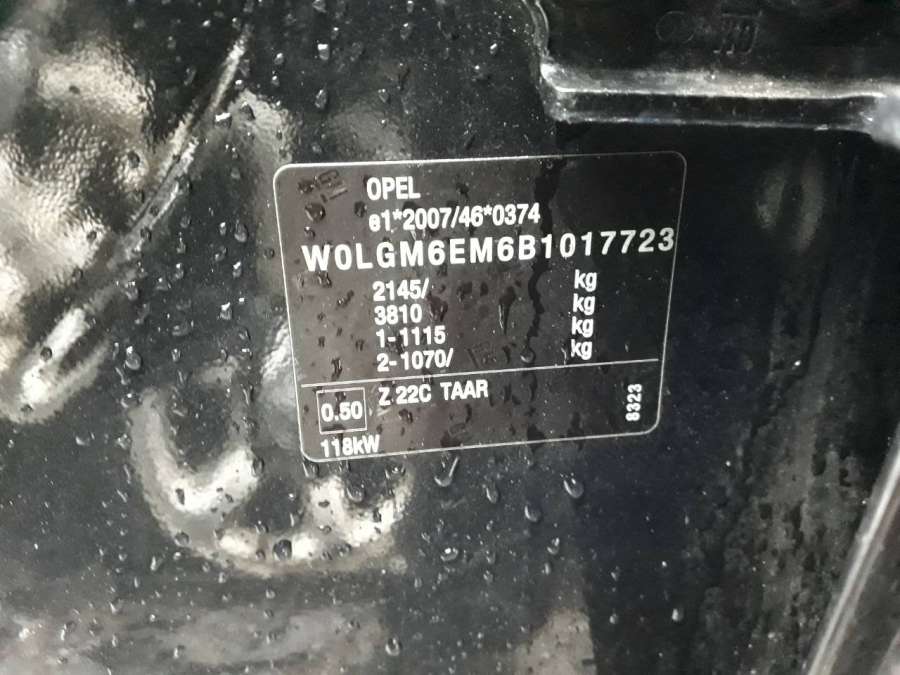 OPEL
e1*2007/46*0374
W0LGM6EM6B1017723
2145/ kg
3810 kg
1-1115 kg
2-1070/ kg
0.50 Z 22C TAAR
118kW
8323